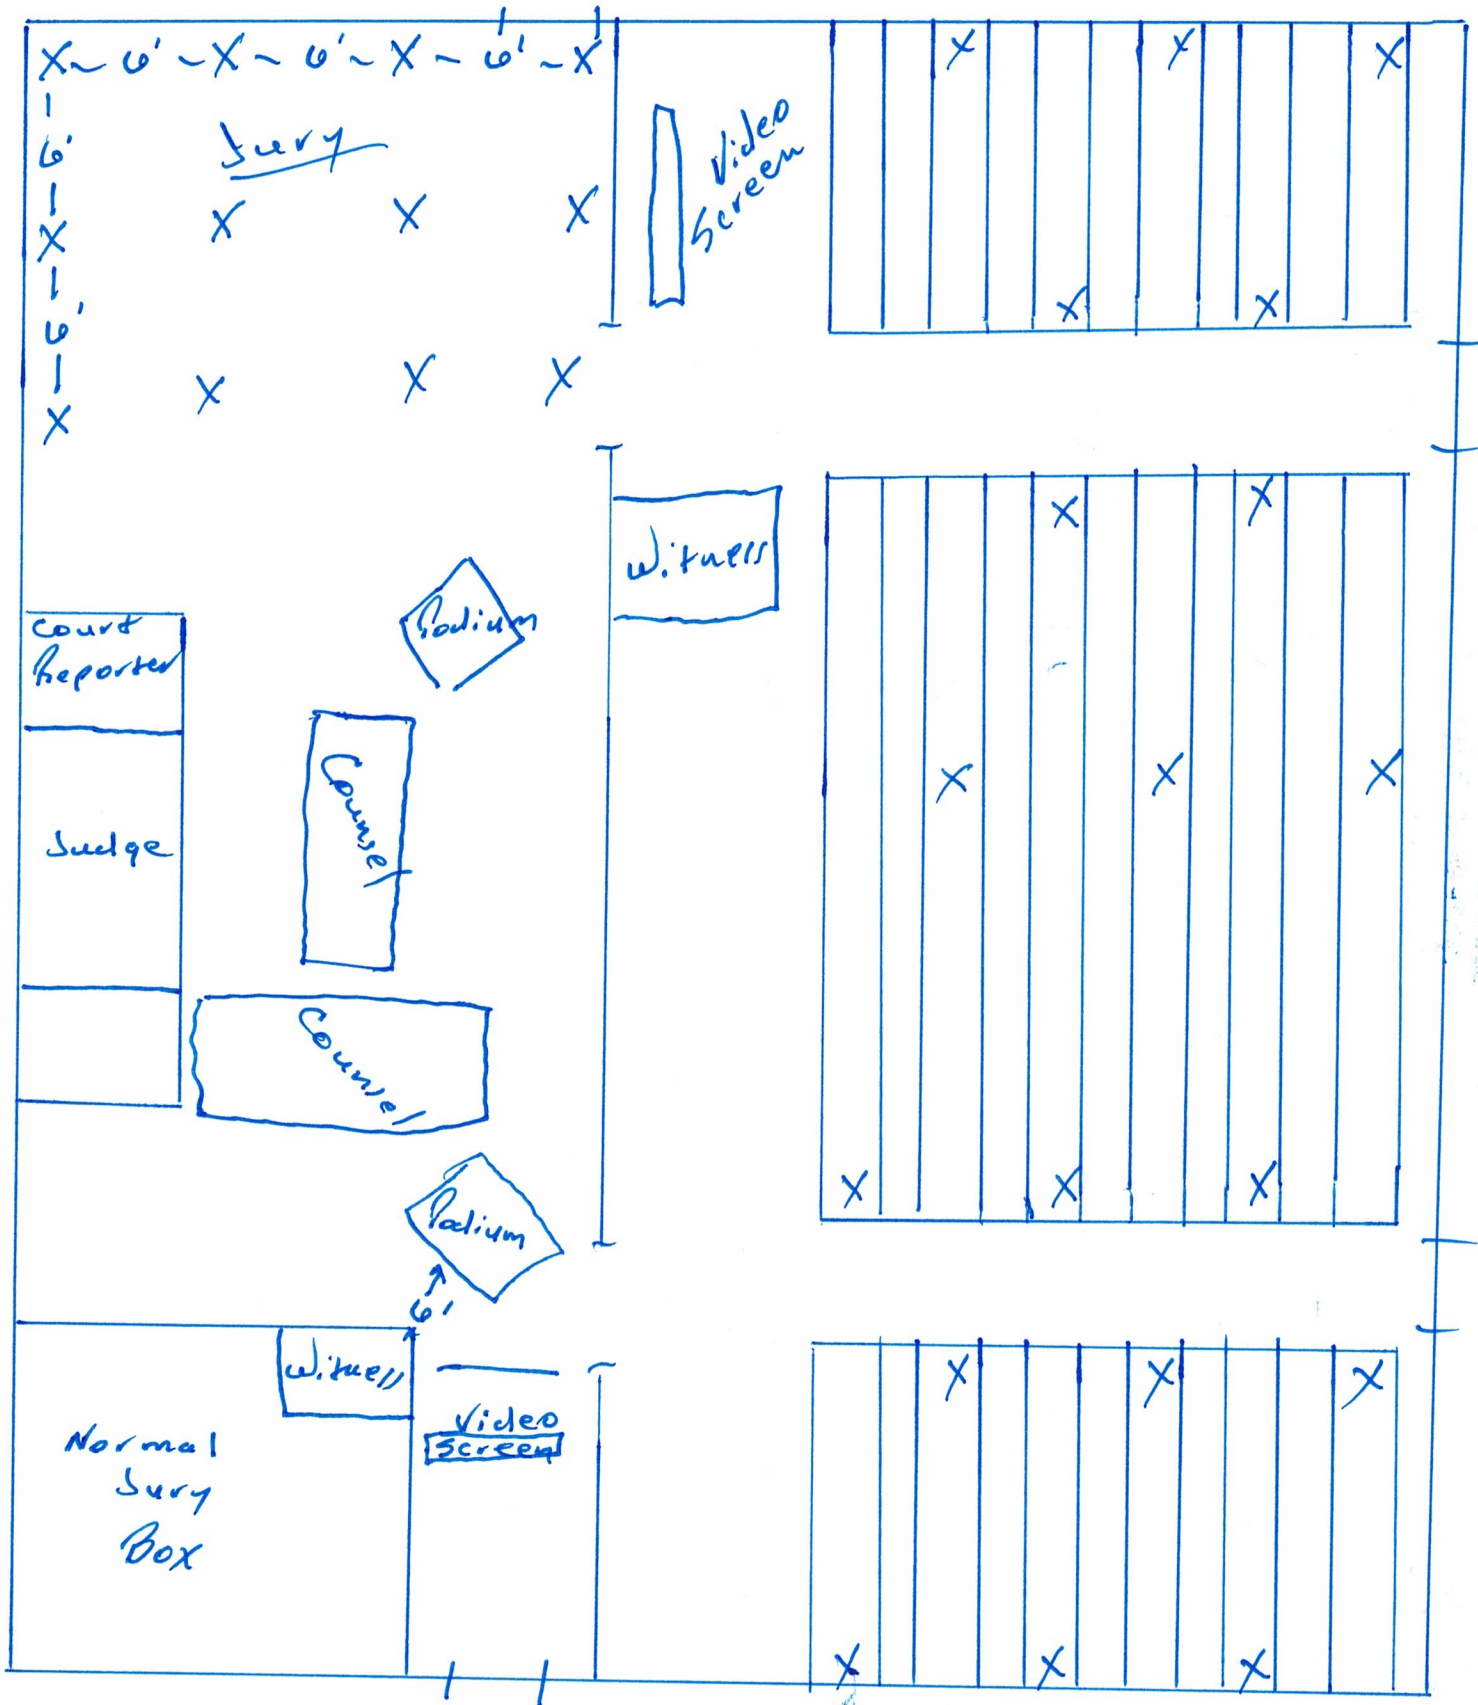 X - 6' - X - 6' - X - 6' - X
6'
Jury
X X X X
6'
X X X X
Video
Screen
X X X
X X
Witness
X X
X X X
X X X
Court
Reporter
Podium
Judge
Counsel
Counsel
Podium
6'
Witness
Video
Screen
Normal
Jury
Box
X X X
X X X